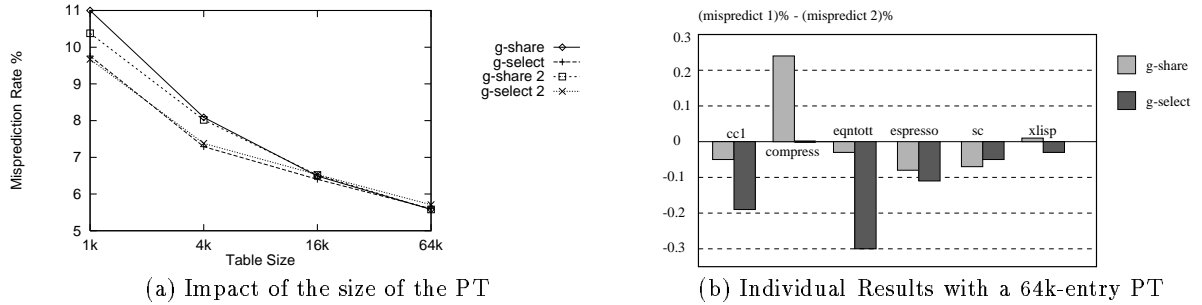 11
10
9
8
7
6
5
Misprediction Rate %
1k
4k
16k
64k
Table Size
g-share
g-select
g-share 2
g-select 2
(a) Impact of the size of the PT
(mispredict 1)% - (mispredict 2)%
0.3
0.2
0.1
0
-0.1
-0.2
-0.3
cc1
compress
eqntott
espresso
sc
xlisp
g-share
g-select
(b) Individual Results with a 64k-entry PT